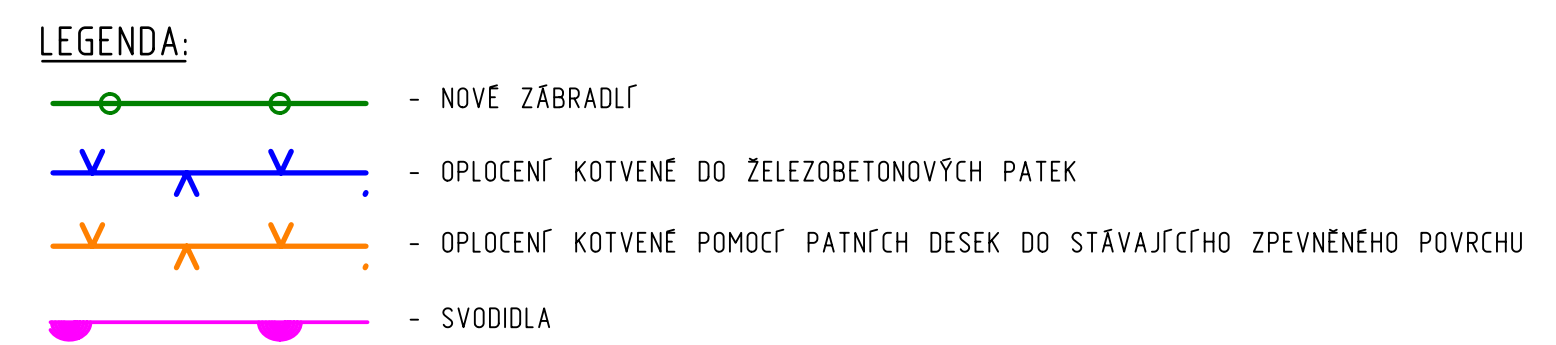 LEGENDA:
- NOVÉ ZÁBRADLÍ
- OPLOCENÍ KOTVENÉ DO ŽELEZOBETONOVÝCH PATEK
- OPLOCENÍ KOTVENÉ POMOCÍ PATNÍCH DESEK DO STÁVAJÍCÍHO ZPEVNĚNÉHO POVRCHU
- SVODIDLA